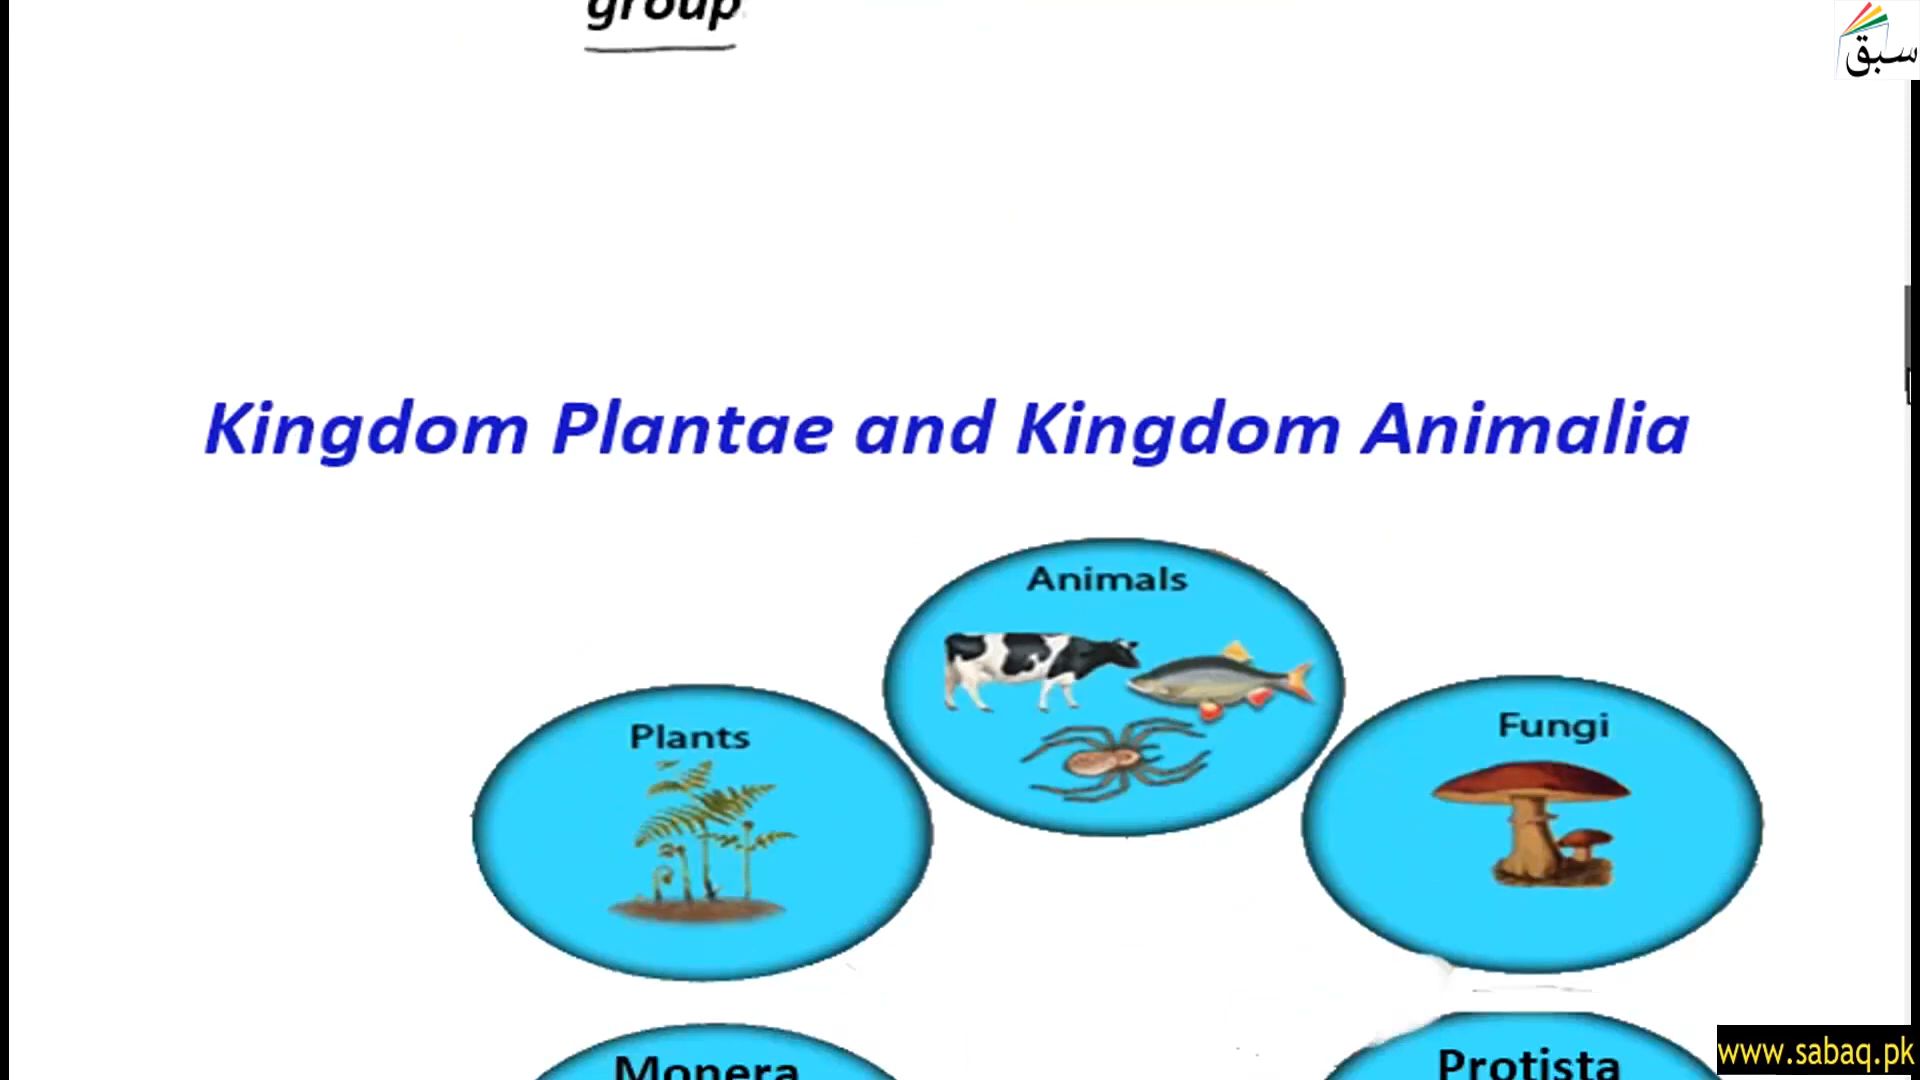 group
سبق
Kingdom Plantae and Kingdom Animalia
Animals
Plants
Fungi
Monera
Protista
www.sabaq.pk